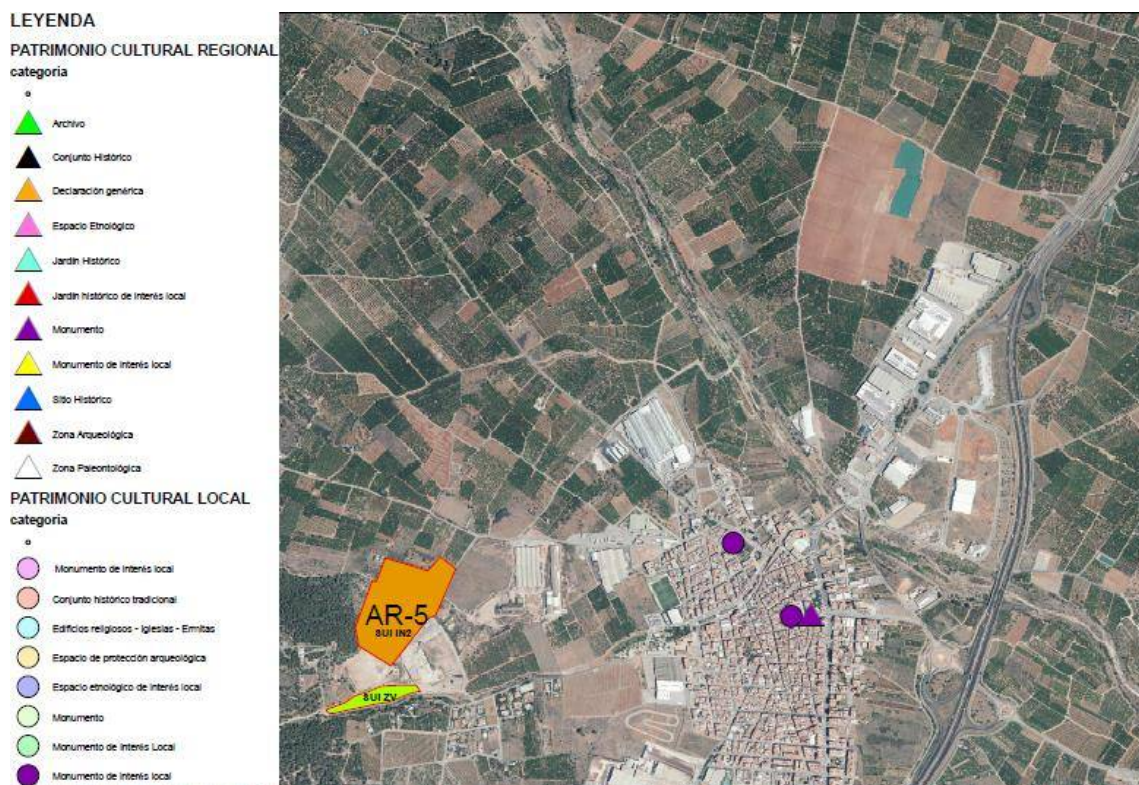 LEYENDA
PATRIMONIO CULTURAL REGIONAL
categoria
Archivo
Conjunto Histórico
Declaración genérica
Espacio Etnológico
Jardín Histórico
Jardín histórico de interés local
Monumento
Monumento de interés local
Sitio Histórico
Zona Arqueológica
Zona Paleontológica
PATRIMONIO CULTURAL LOCAL
categoria
Monumento de interés local
Conjunto histórico tradicional
Edificios religiosos - Iglesias - Ermitas
Espacio de protección arqueológica
Espacio etnológico de interés local
Monumento
Monumento de Interés Local
Monumento de interés local
AR-5
SUI IN2
SUI ZV